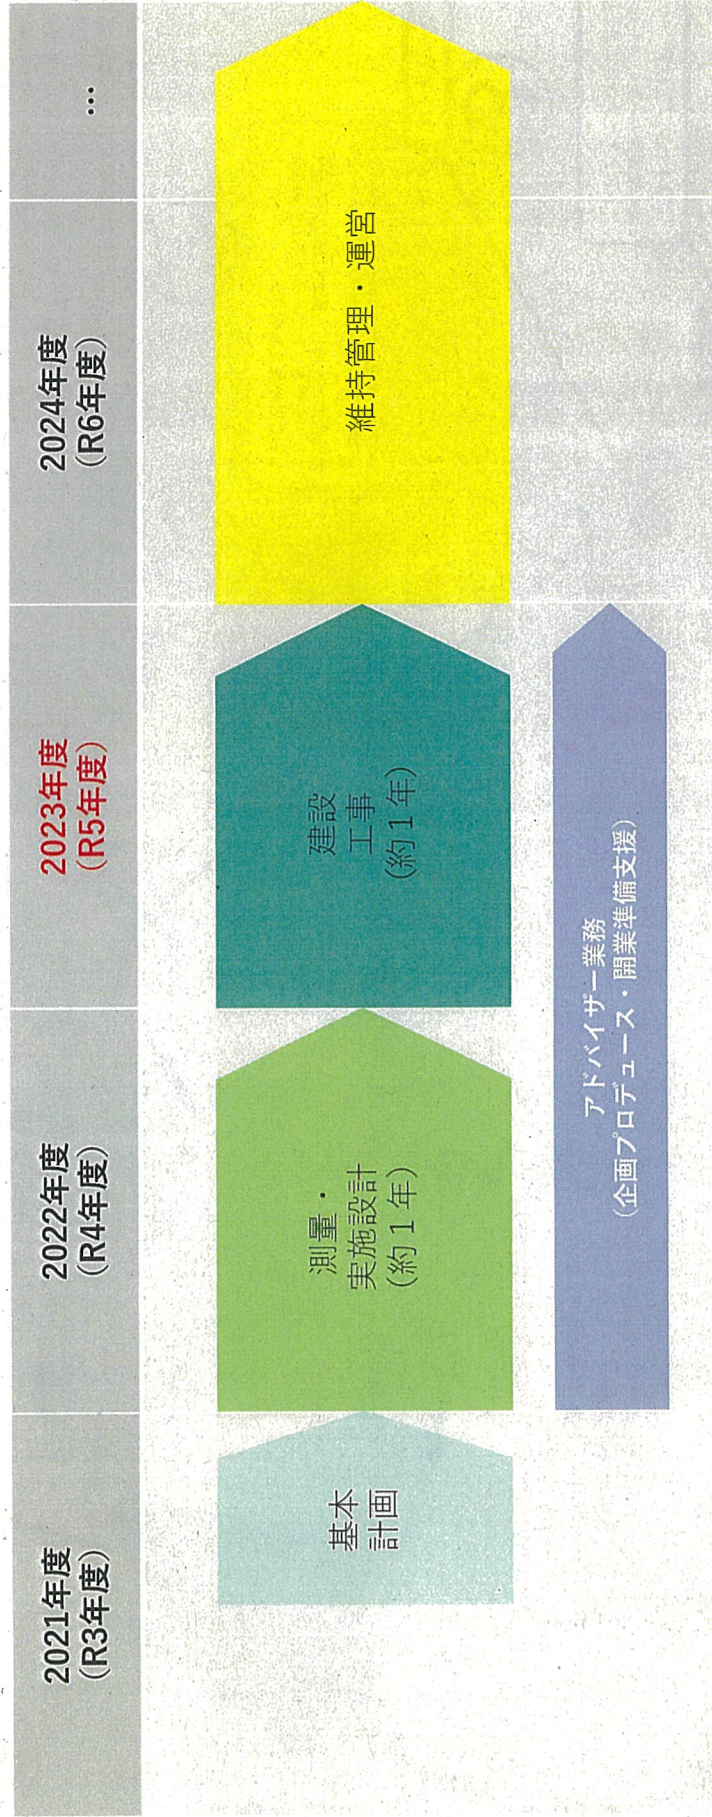 2021年度
(R3年度)
2022年度
(R4年度)
2023年度
(R5年度)
2024年度
(R6年度)
…
基本
計画
測量・
実施設計
(約１年)
建設
工事
(約１年)
維持管理・運営
アドバイザー業務
(企画プロデュース・開業準備支援)